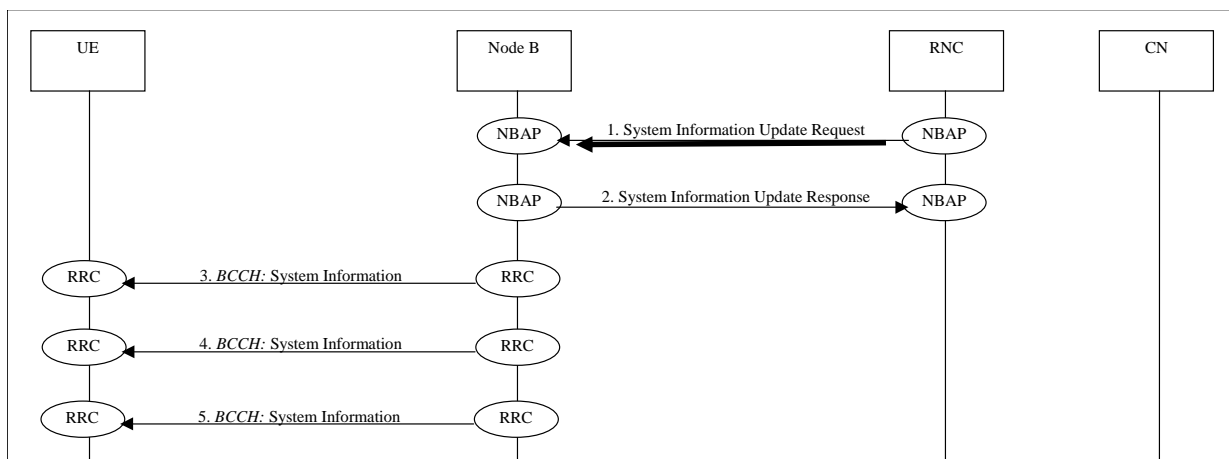 UE
Node B
RNC
CN
NBAP
1. System Information Update Request
NBAP
NBAP
2. System Information Update Response
NBAP
RRC
3. BCCH: System Information
RRC
RRC
4. BCCH: System Information
RRC
RRC
5. BCCH: System Information
RRC